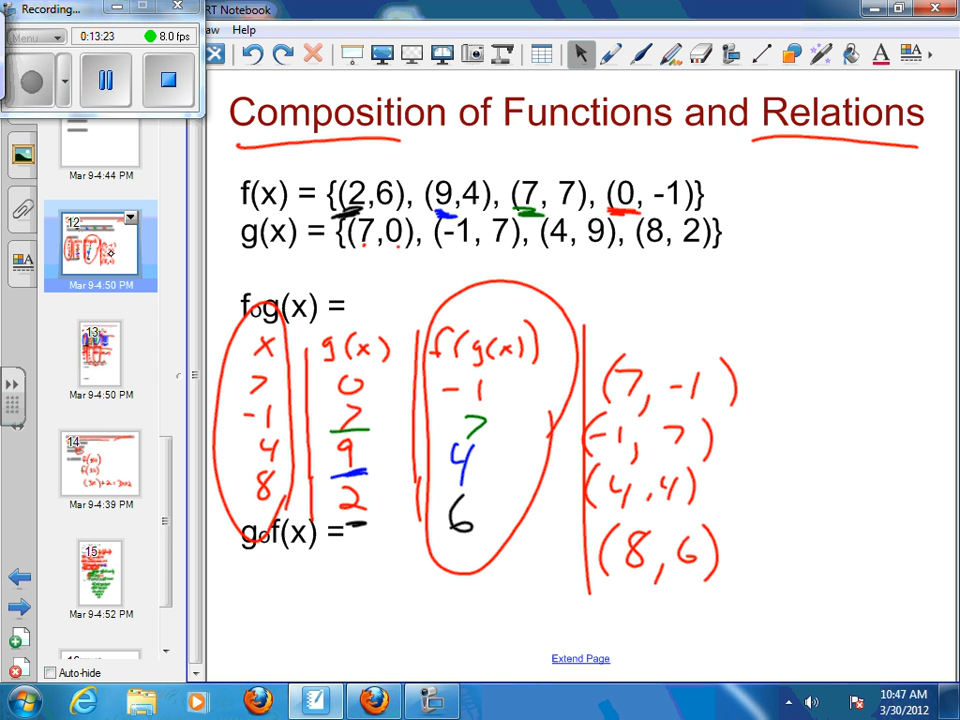 Recording...
RT Notebook
Menu
0:13:23
8.0 fps
aw Help
Mar 9-4:44 PM
12
Mar 9-4:50 PM
13
Mar 9-4:50 PM
14
Mar 9-4:39 PM
15
Mar 9-4:52 PM
Auto-hide
Composition of Functions and Relations
f(x) = {(2,6), (9,4), (7, 7), (0, -1)}
g(x) = {(7,0), (-1, 7), (4, 9), (8, 2)}
fog(x) =
x g(x) f(g(x))
7 0 -1 (7, -1)
-1 7 7 (-1, 7)
4 9 4 (4,4)
8 2 6 (8,6)
gof(x) =
Extend Page
10:47 AM
3/30/2012